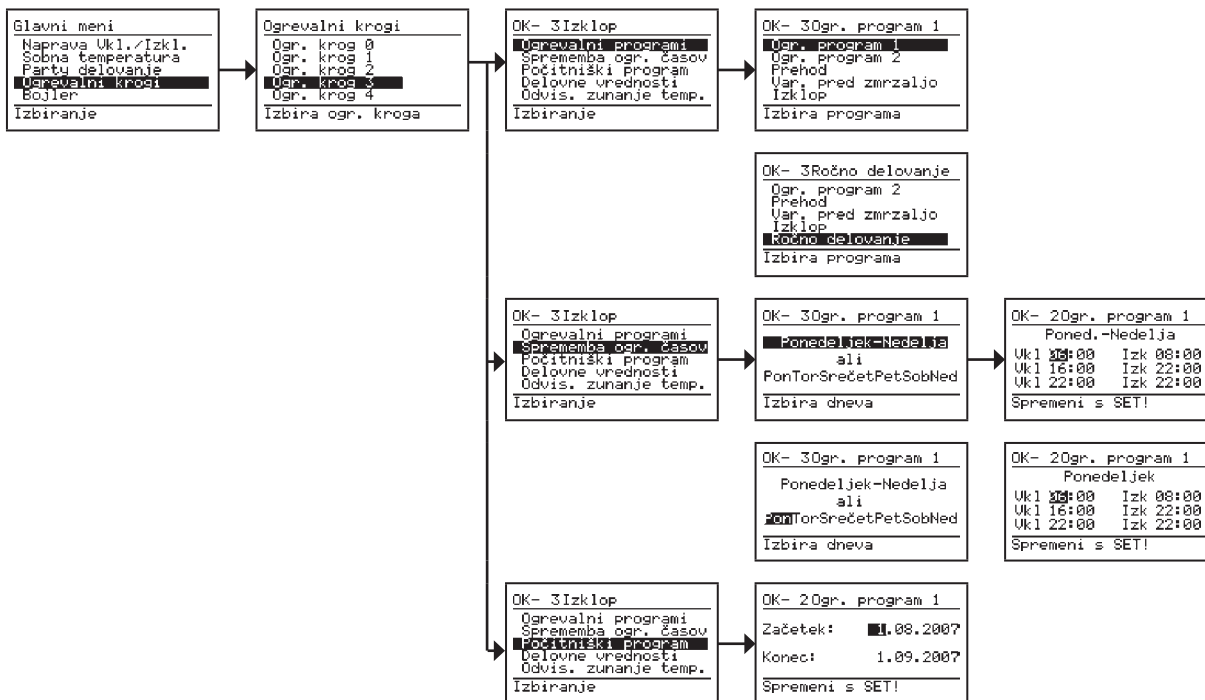 Glavni meni
Naprava Vkl./Izkl.
Sobna temperatura
Party delovanje
Ogrevalni krogi
Bojler
Izbiranje
Ogrevalni krogi
Ogr. krog 0
Ogr. krog 1
Ogr. krog 2
Ogr. krog 3
Ogr. krog 4
Izbira ogr. kroga
OK- 3Izklop
Ogrevalni programi
Sprememba ogr. časov
Počitniški program
Delovne vrednosti
Odvis. zunanje temp.
Izbiranje
OK- 3Ogr. program 1
Ogr. program 1
Ogr. program 2
Prehod
Var. pred zmrzaljo
Izklop
Izbira programa
OK- 3Ročno delovanje
Ogr. program 2
Prehod
Var. pred zmrzaljo
Izklop
Ročno delovanje
Izbira programa
OK- 3Izklop
Ogrevalni programi
Sprememba ogr. časov
Počitniški program
Delovne vrednosti
Odvis. zunanje temp.
Izbiranje
OK- 3Ogr. program 1
Ponedeljek-Nedelja
ali
PonTorSrečetPetSobNed
Izbira dneva
OK- 2Ogr. program 1
Poned.-Nedelja
Vkl 06:00 Izk 08:00
Vkl 16:00 Izk 22:00
Vkl 22:00 Izk 22:00
Spremeni s SET!
OK- 3Ogr. program 1
Ponedeljek-Nedelja
ali
PonTorSrečetPetSobNed
Izbira dneva
OK- 2Ogr. program 1
Ponedeljek
Vkl 06:00 Izk 08:00
Vkl 16:00 Izk 22:00
Vkl 22:00 Izk 22:00
Spremeni s SET!
OK- 3Izklop
Ogrevalni programi
Sprememba ogr. časov
Počitniški program
Delovne vrednosti
Odvis. zunanje temp.
Izbiranje
OK- 2Ogr. program 1
Začetek: 1.08.2007
Konec: 1.09.2007
Spremeni s SET!